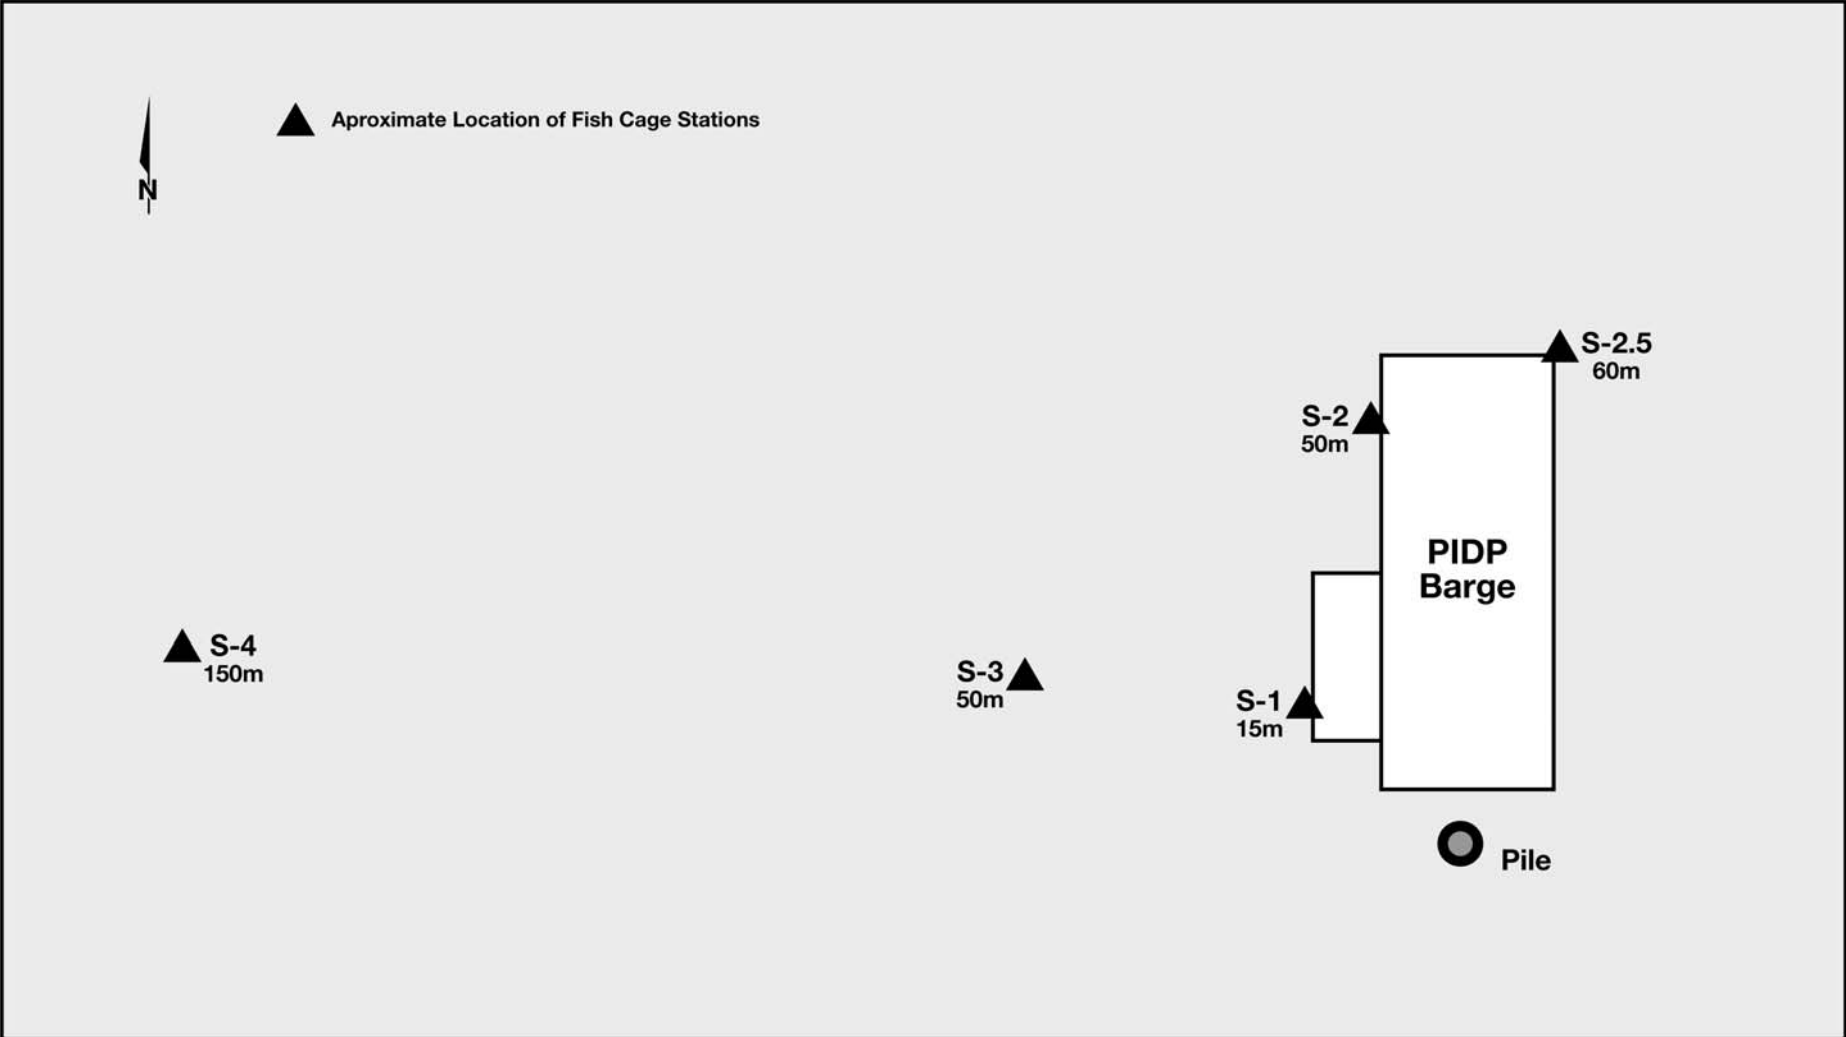 N
Aproximate Location of Fish Cage Stations
S-2.5
60m
S-2
50m
PIDP
Barge
S-4
150m
S-3
50m
S-1
15m
Pile